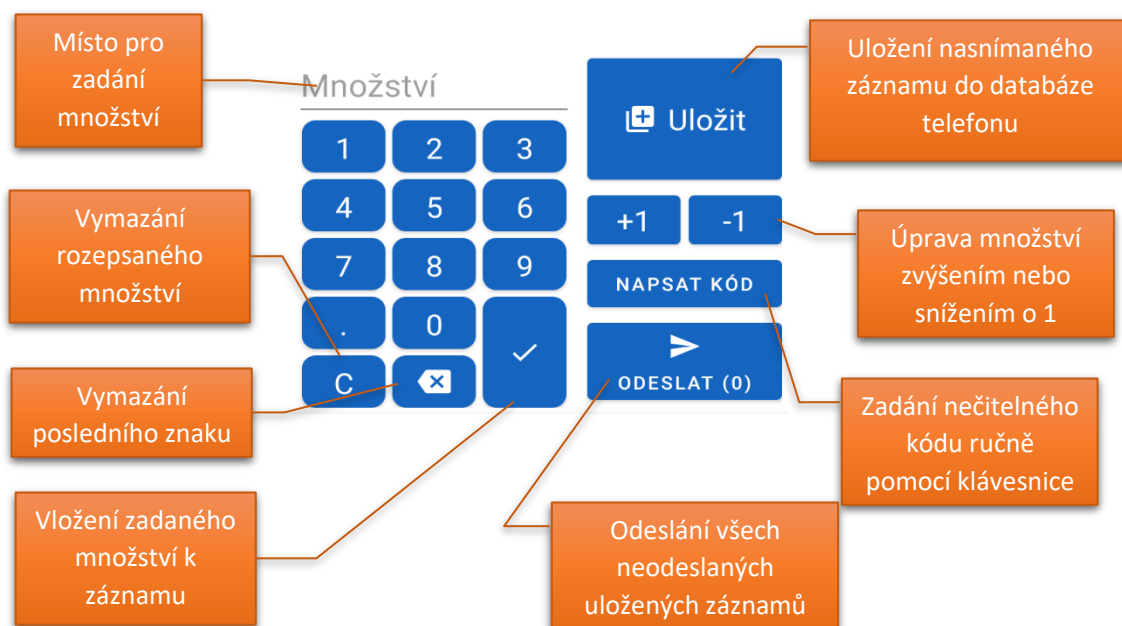 Místo pro
zadání
množství
Množství
Uložit
Uložení nasnímaného
záznamu do databáze
telefonu
1 2 3
4 5 6
7 8 9
. 0
C
+1 -1
NAPSAT KÓD
ODESLAT (0)
Vymazání
rozepsaného
množství
Úprava množství
zvýšením nebo
snížením o 1
Vymazání
posledního znaku
Zadání nečitelného
kódu ručně
pomocí klávesnice
Vložení zadaného
množství k
záznamu
Odeslání všech
neodeslaných
uložených záznamů